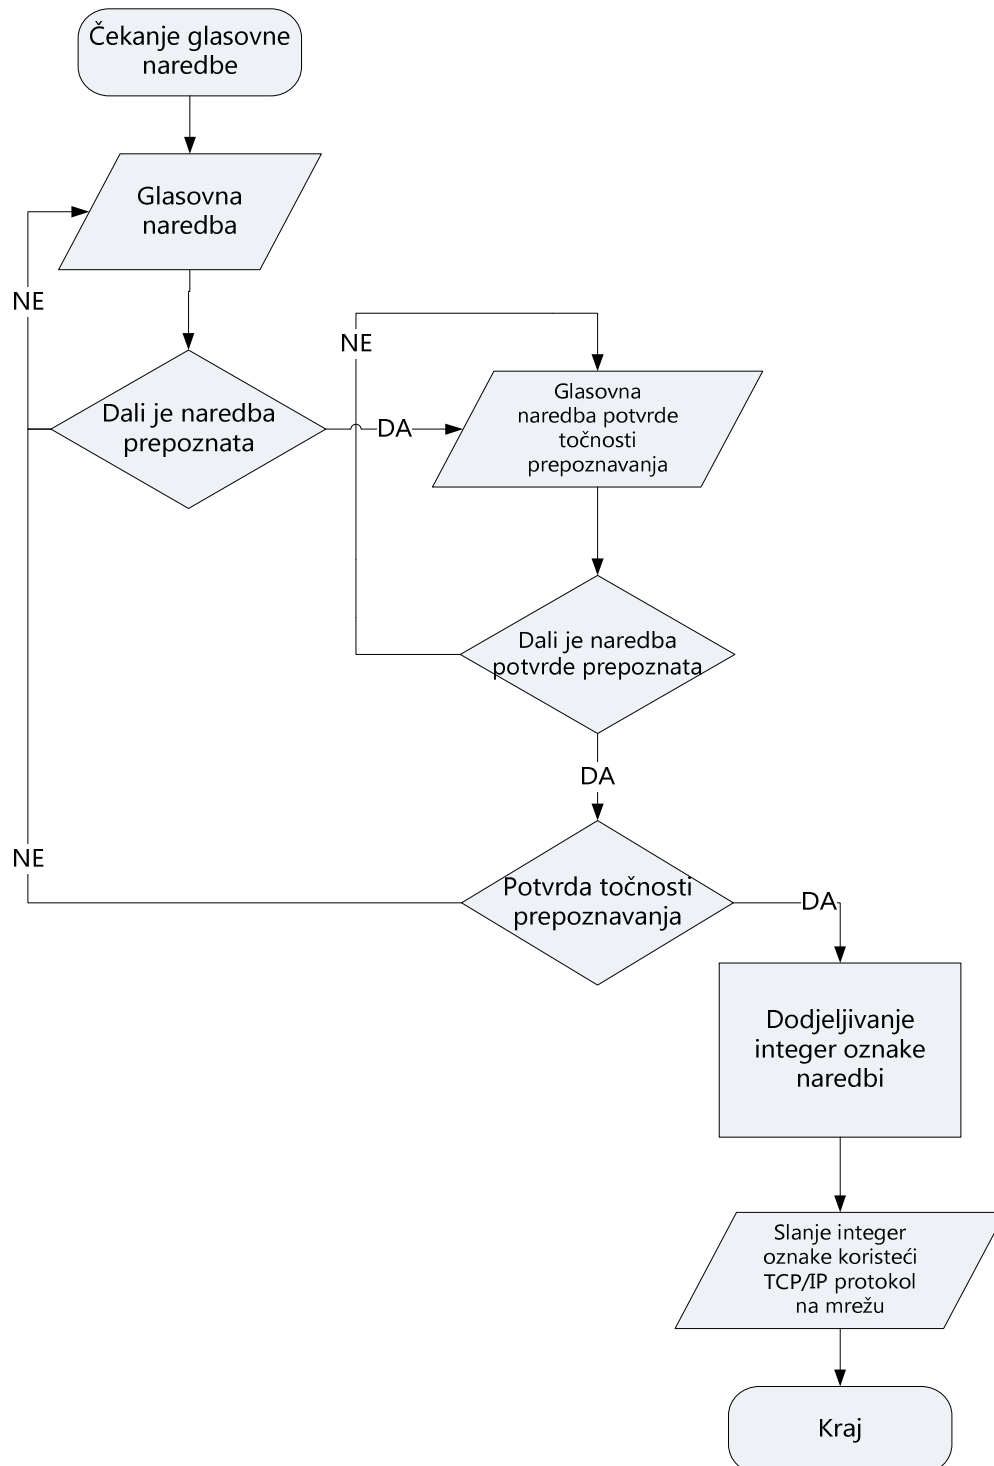 Čekanje glasovne
naredbe
Glasovna
naredba
NE
Dali je naredba
prepoznata
DA
NE
Glasovna
naredba potvrde
točnosti
prepoznavanja
Dali je naredba
potvrde prepoznata
DA
Potvrda točnosti
prepoznavanja
NE
DA
Dodjeljivanje
integer oznake
naredbi
Slanje integer
oznake koristeći
TCP/IP protokol
na mrežu
Kraj